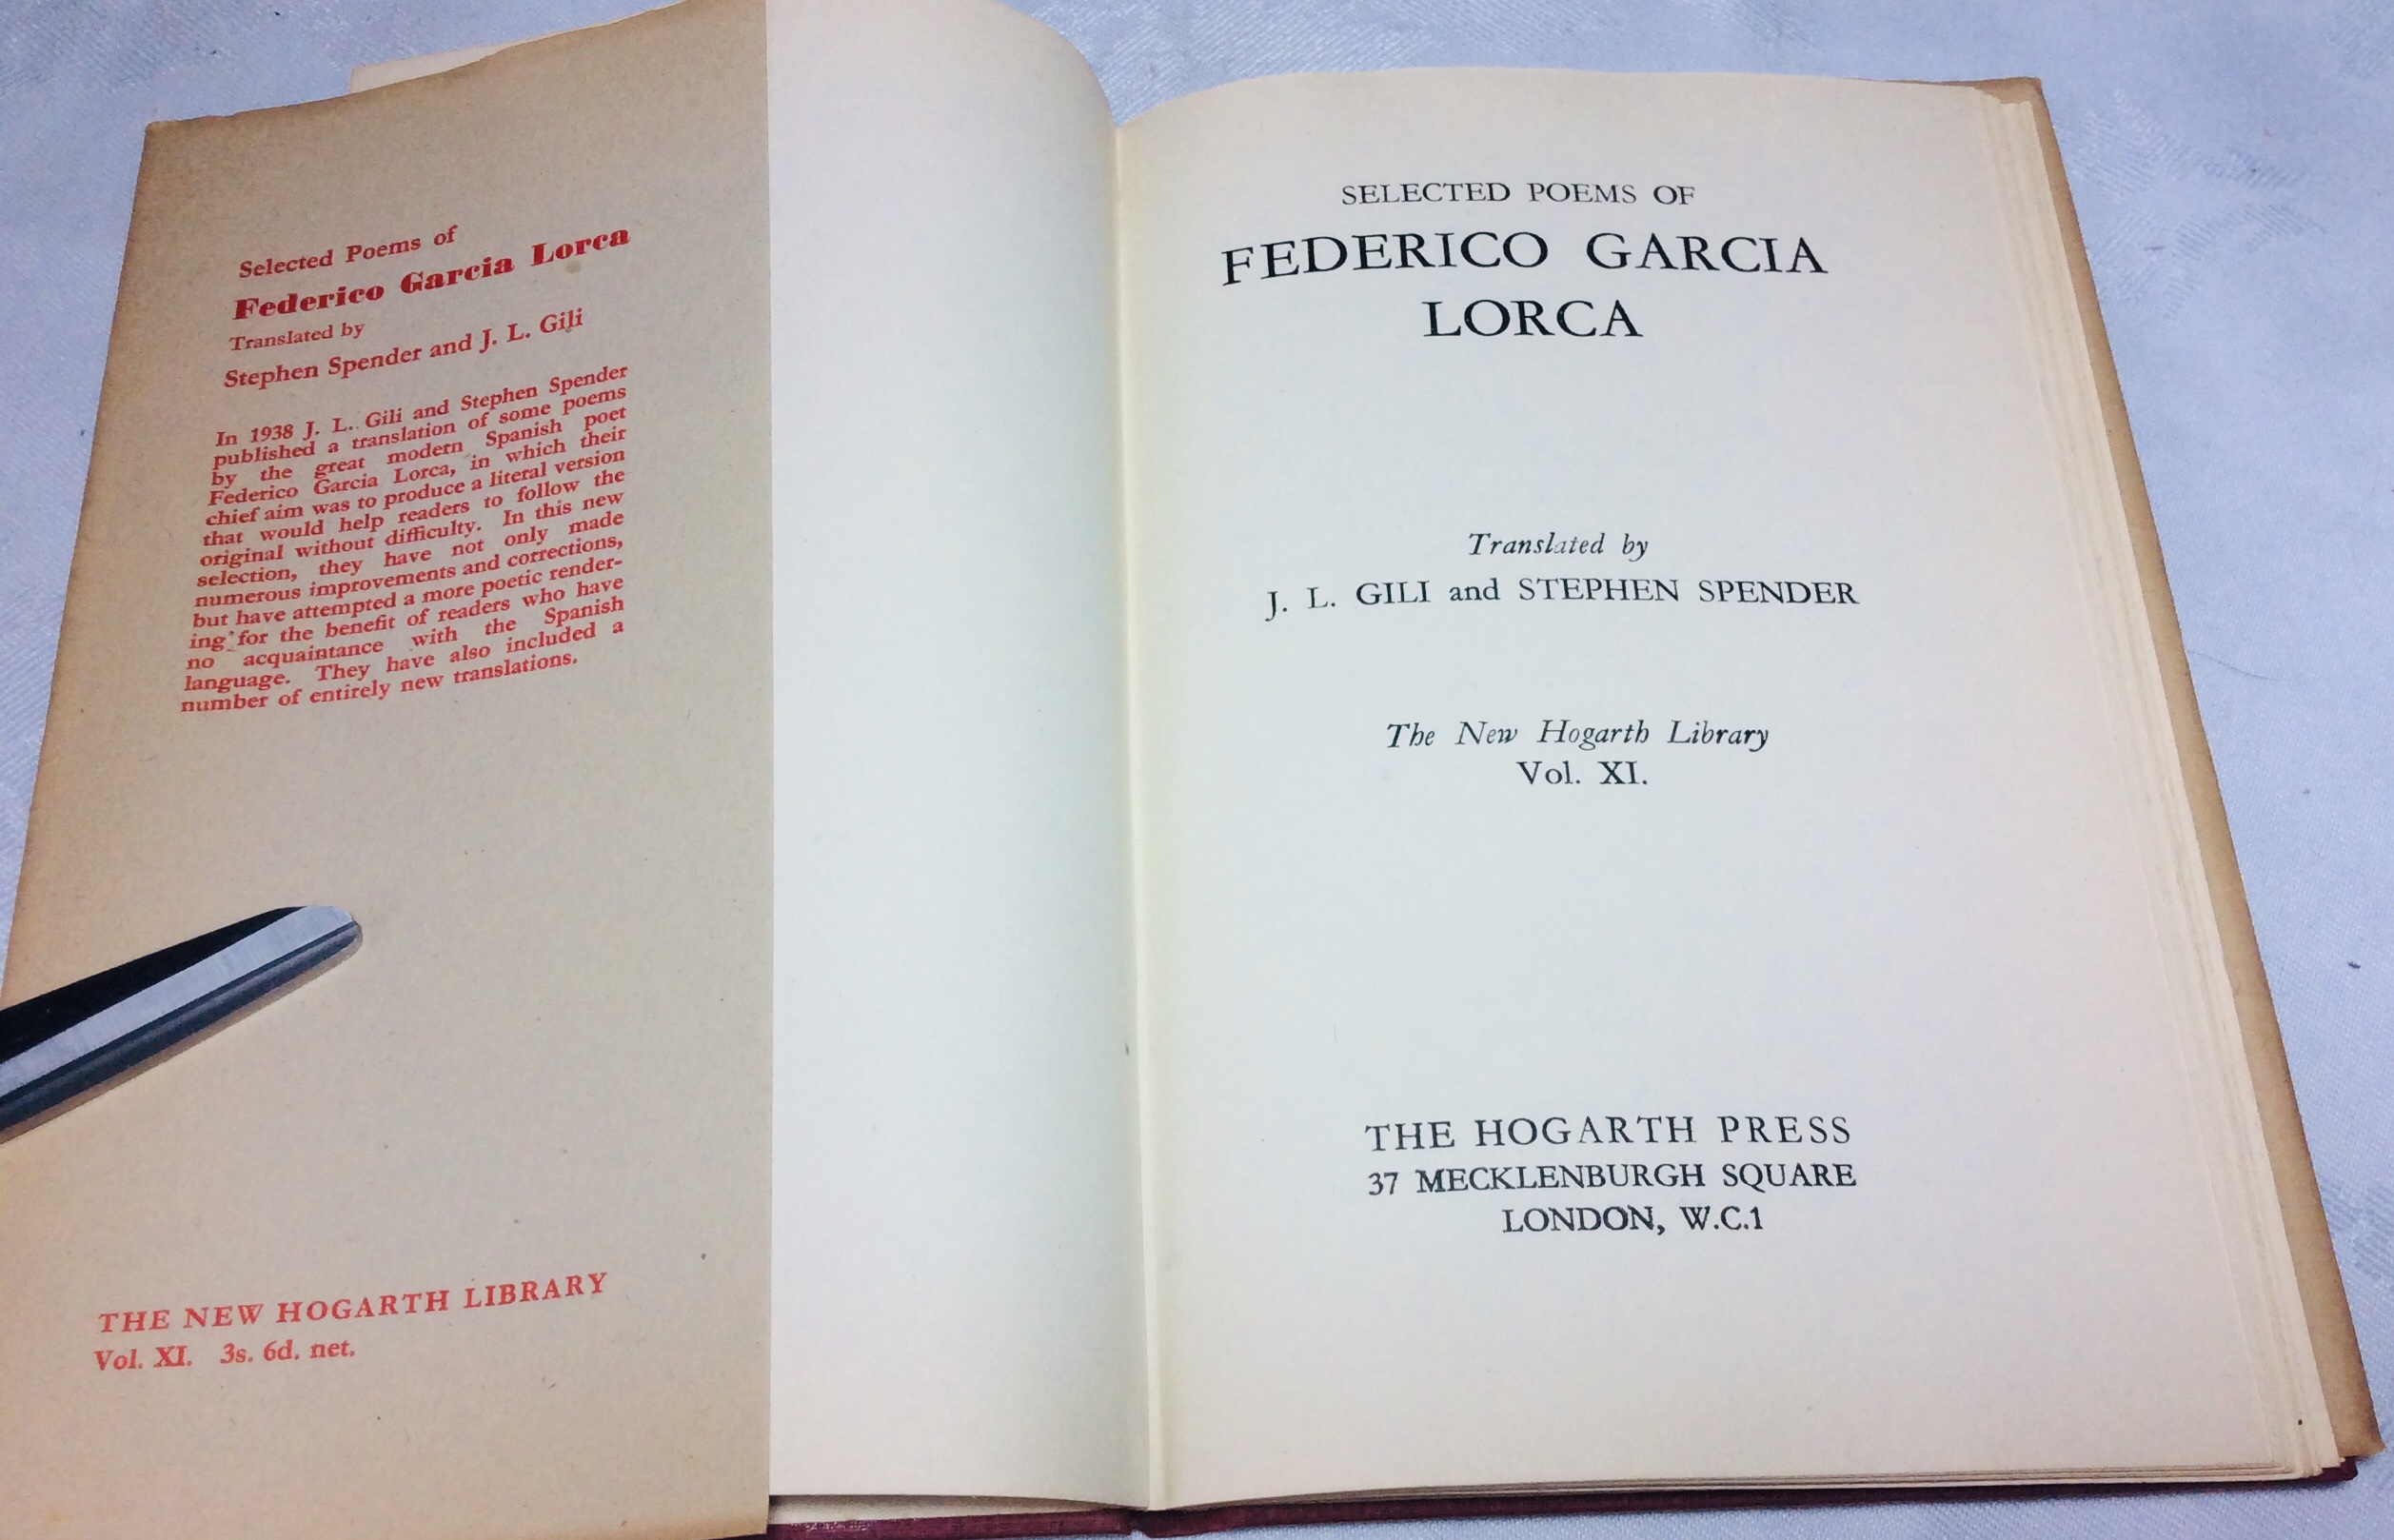 Selected Poems of
Federico Garcia Lorca
Translated by
Stephen Spender and J. L. Gili
In 1938 J. L. Gili and Stephen Spender
published a translation of some poems
by the great modern Spanish poet
Federico Garcia Lorca, in which their
chief aim was to produce a literal version
that would help readers to follow the
original without difficulty. In this new
selection, they have not only made
numerous improvements and corrections,
but have attempted a more poetic render-
ing for the benefit of readers who have
no acquaintance with the Spanish
language. They have also included a
number of entirely new translations.
THE NEW HOGARTH LIBRARY
Vol. XI. 3s. 6d. net.
SELECTED POEMS OF
FEDERICO GARCIA
LORCA
Translated by
J. L. GILI and STEPHEN SPENDER
The New Hogarth Library
Vol. XI.
THE HOGARTH PRESS
37 MECKLENBURGH SQUARE
LONDON, W.C.1